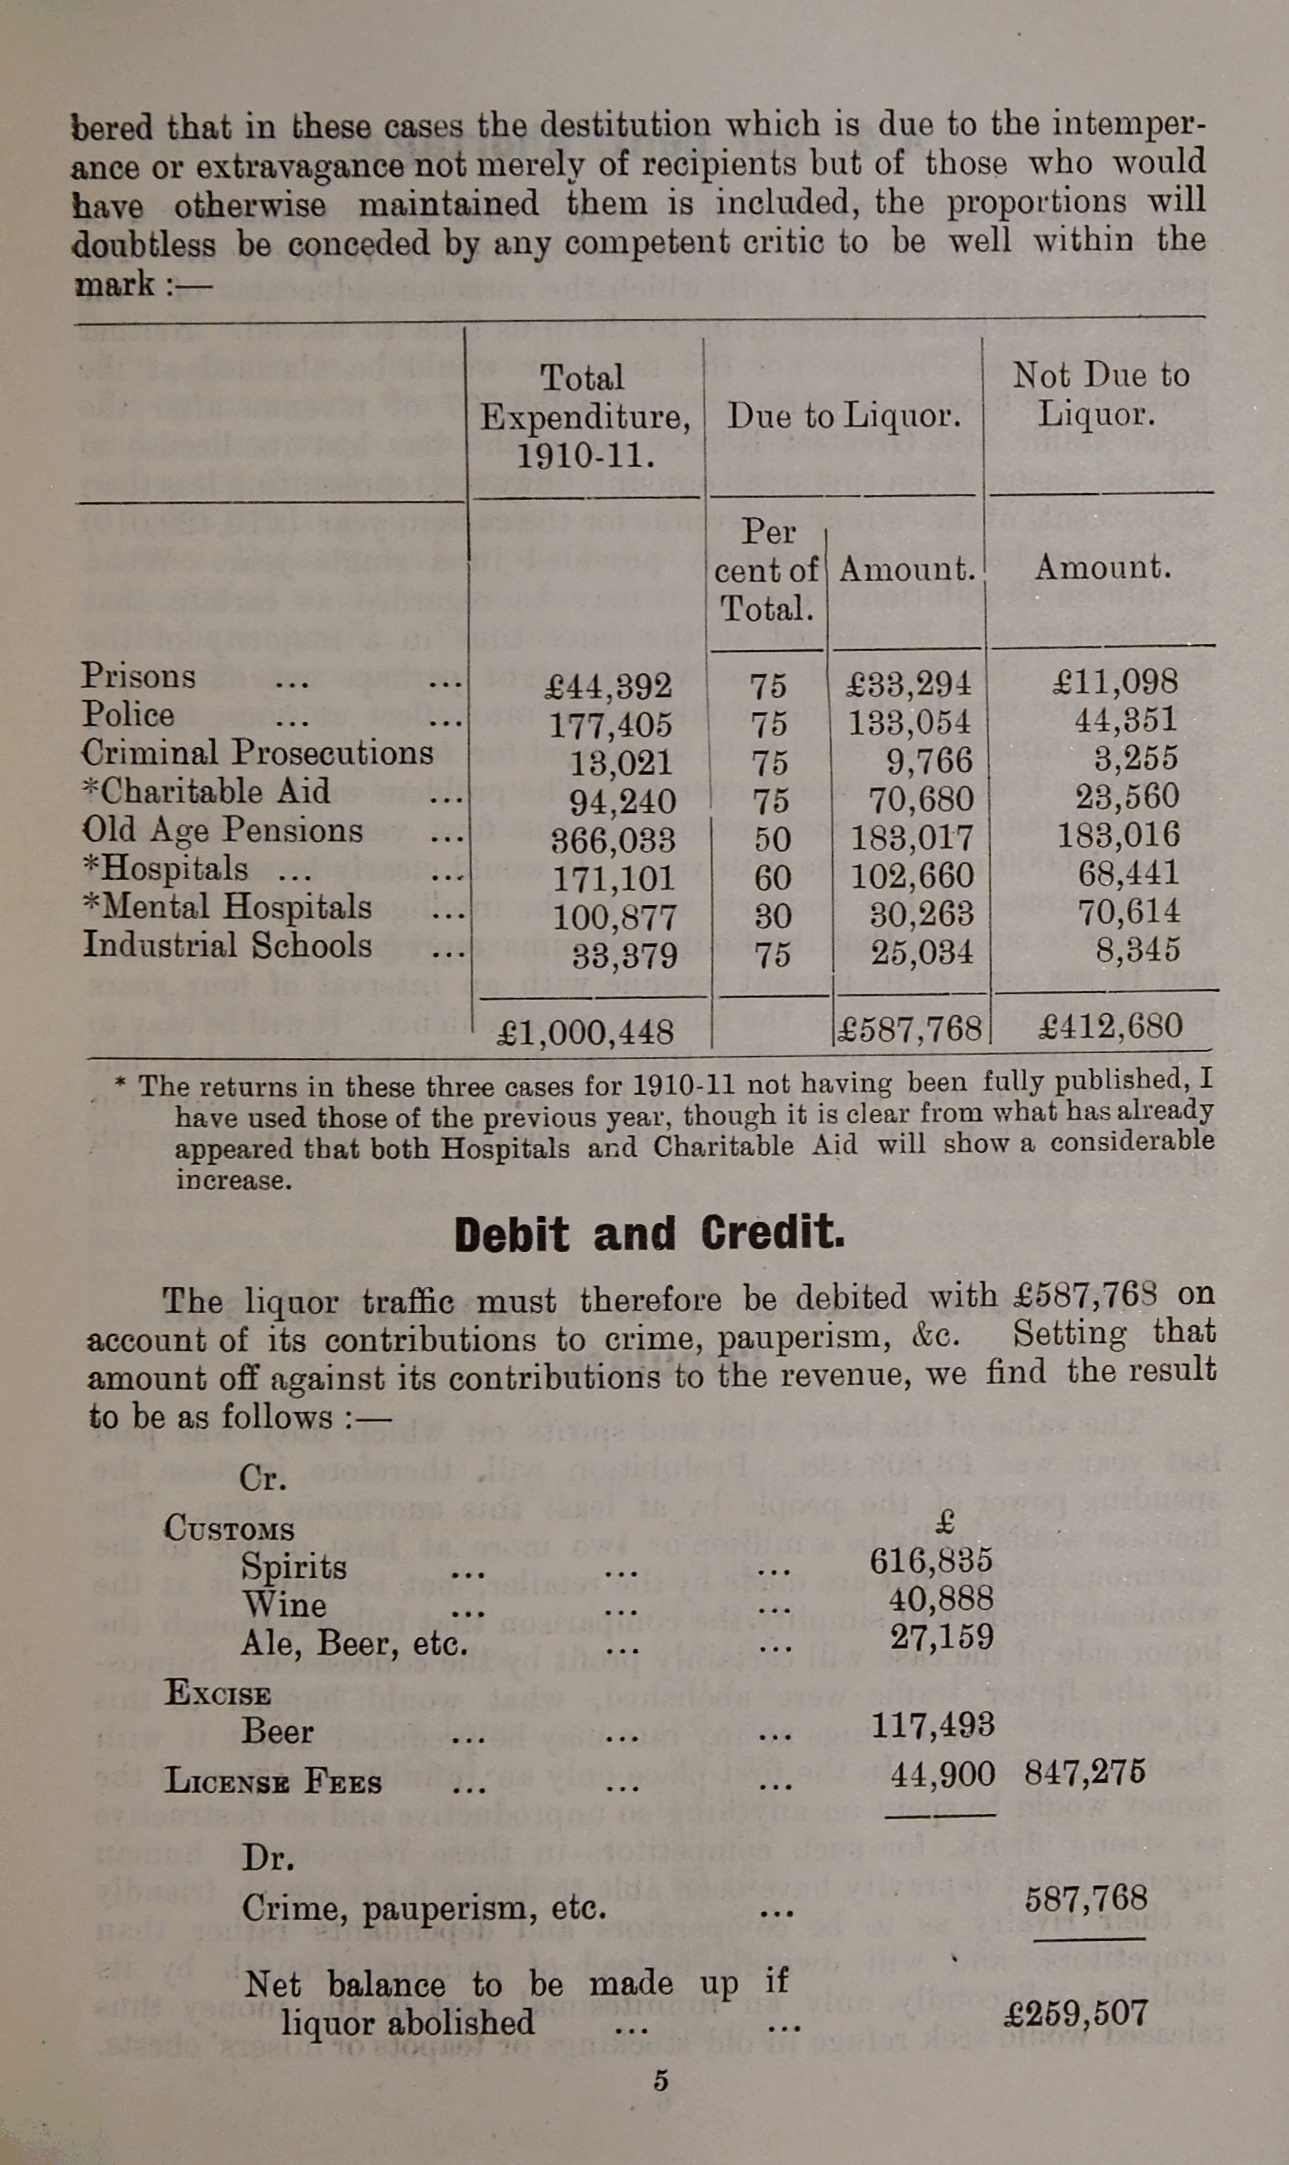 bered that in these cases the destitution which is due to the intemper-
ance or extravagance not merely of recipients but of those who would
have otherwise maintained them is included, the proportions will
doubtless be conceded by any competent critic to be well within the
mark :—
Total Expenditure, 1910-11. Due to Liquor. Not Due to Liquor.
Per cent of Total. Amount. Amount.
Prisons ... ... £44,392 75 £33,294 £11,098
Police ... ... 177,405 75 133,054 44,351
Criminal Prosecutions 13,021 75 9,766 3,255
*Charitable Aid ... 94,240 75 70,680 23,560
Old Age Pensions ... 366,033 50 183,017 183,016
*Hospitals ... ... 171,101 60 102,660 68,441
*Mental Hospitals ... 100,877 30 30,263 70,614
Industrial Schools ... 33,379 75 25,034 8,345
£1,000,448 £587,768 £412,680
* The returns in these three cases for 1910-11 not having been fully published, I
have used those of the previous year, though it is clear from what has already
appeared that both Hospitals and Charitable Aid will show a considerable
increase.
Debit and Credit.
The liquor traffic must therefore be debited with £587,768 on
account of its contributions to crime, pauperism, &c. Setting that
amount off against its contributions to the revenue, we find the result
to be as follows :—
Cr.
CUSTOMS £
Spirits ... ... ... 616,835
Wine ... ... ... 40,888
Ale, Beer, etc. ... ... 27,159
EXCISE
Beer ... ... ... 117,493
LICENSE FEES ... ... ... 44,900 847,275
Dr.
Crime, pauperism, etc. ... 587,768
Net balance to be made up if
liquor abolished ... ... £259,507
5